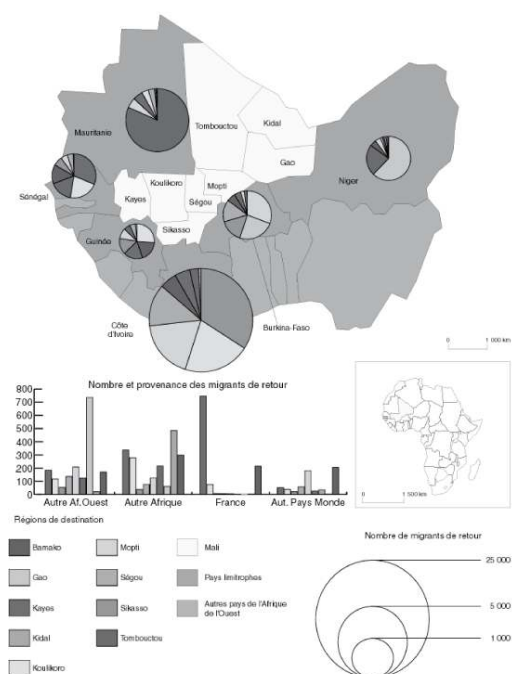 Mauritanie
Tombouctou
Kidal
Gao
Niger
Sénégal
Kayes
Koulikoro
Mopti
Ségou
Sikasso
Guinée
Côte
d'Ivoire
Burkina-Faso
0 1 000 km
Nombre et provenance des migrants de retour
800
700
600
500
400
300
200
100
0
Autre Af.Ouest Autre Afrique France Aut. Pays Monde
0 1 500 km
Régions de destination
Bamako Mopti Mali
Gao Ségou Pays limitrophes
Kayes Sikasso Autres pays de l'Afrique
de l'Ouest
Kidal Tombouctou
Koulikoro
Nombre de migrants de retour
25 000
5 000
1 000